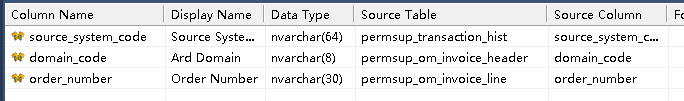 Column Name Display Name Data Type Source Table Source Column Fo
source_system_code Source Syste... nvarchar(64) permsup_transaction_hist source_system_c...
domain_code Ard Domain nvarchar(8) permsup_om_invoice_header domain_code
order_number Order Number nvarchar(30) permsup_om_invoice_line order_number